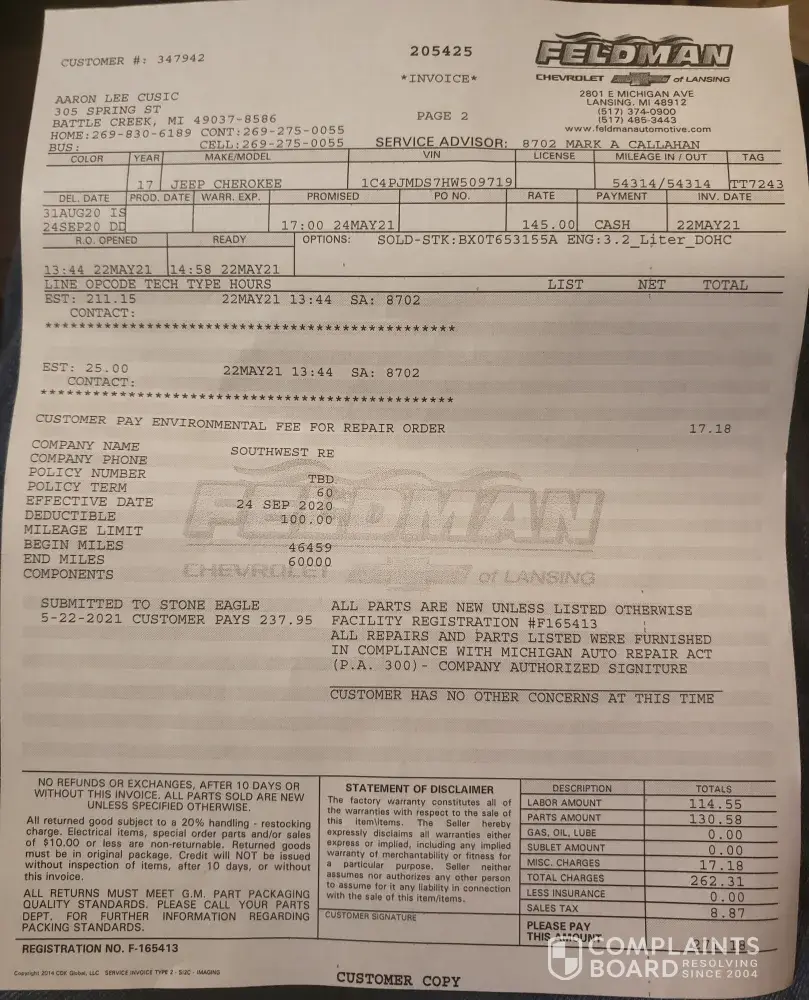 CUSTOMER #: 347942
205425
*INVOICE*
PAGE 2
FELDMAN
CHEVROLET of LANSING
2801 E MICHIGAN AVE
LANSING, MI 48912
(517) 374-0900
(517) 485-3443
www.feldmanautomotive.com
AARON LEE CUSIC
305 SPRING ST
BATTLE CREEK, MI 49037-8586
HOME:269-830-6189 CONT:269-275-0055
BUS: CELL:269-275-0055
SERVICE ADVISOR: 8702 MARK A CALLAHAN
COLOR YEAR MAKE/MODEL VIN LICENSE MILEAGE IN / OUT TAG
17 JEEP CHEROKEE 1C4PJMDS7HW509719 54314/54314 TT7243
DEL. DATE PROD. DATE WARR. EXP. PROMISED PO NO. RATE PAYMENT INV. DATE
31AUG20 IS
24SEP20 DD 17:00 24MAY21 145.00 CASH 22MAY21
R.O. OPENED READY OPTIONS: SOLD-STK:BX0T653155A ENG:3.2_Liter_DOHC
13:44 22MAY21 14:58 22MAY21
LINE OPCODE TECH TYPE HOURS LIST NET TOTAL
EST: 211.15 22MAY21 13:44 SA: 8702
CONTACT:
****************************************************
EST: 25.00 22MAY21 13:44 SA: 8702
CONTACT:
****************************************************
CUSTOMER PAY ENVIRONMENTAL FEE FOR REPAIR ORDER 17.18
COMPANY NAME SOUTHWEST RE
COMPANY PHONE
POLICY NUMBER TBD
POLICY TERM 60
EFFECTIVE DATE 24 SEP 2020
DEDUCTIBLE 100.00
MILEAGE LIMIT
BEGIN MILES 46459
END MILES 60000
COMPONENTS
FELDMAN
CHEVROLET of LANSING
SUBMITTED TO STONE EAGLE
5-22-2021 CUSTOMER PAYS 237.95
ALL PARTS ARE NEW UNLESS LISTED OTHERWISE
FACILITY REGISTRATION #F165413
ALL REPAIRS AND PARTS LISTED WERE FURNISHED
IN COMPLIANCE WITH MICHIGAN AUTO REPAIR ACT
(P.A. 300)- COMPANY AUTHORIZED SIGNITURE
CUSTOMER HAS NO OTHER CONCERNS AT THIS TIME
NO REFUNDS OR EXCHANGES, AFTER 10 DAYS OR
WITHOUT THIS INVOICE. ALL PARTS SOLD ARE NEW
UNLESS SPECIFIED OTHERWISE.
All returned good subject to a 20% handling - restocking
charge. Electrical items, special order parts and/or sales
of $10.00 or less are non-returnable. Returned goods
must be in original package. Credit will NOT be issued
without inspection of items, after 10 days, or without
this invoice.
ALL RETURNS MUST MEET G.M. PART PACKAGING
QUALITY STANDARDS. PLEASE CALL YOUR PARTS
DEPT. FOR FURTHER INFORMATION REGARDING
PACKING STANDARDS.
REGISTRATION NO. F-165413
STATEMENT OF DISCLAIMER
The factory warranty constitutes all of
the warranties with respect to the sale of
this item/items. The Seller hereby
expressly disclaims all warranties either
express or implied, including any implied
warranty of merchantability or fitness for
a particular purpose. Seller neither
assumes nor authorizes any other person
to assume for it any liability in connection
with the sale of this item/items.
CUSTOMER SIGNATURE
DESCRIPTION TOTALS
LABOR AMOUNT 114.55
PARTS AMOUNT 130.58
GAS, OIL, LUBE 0.00
SUBLET AMOUNT 0.00
MISC. CHARGES 17.18
TOTAL CHARGES 262.31
LESS INSURANCE 0.00
SALES TAX 8.87
PLEASE PAY
THIS AMOUNT 271.18
COMPLAINTS
BOARD RESOLVING
SINCE 2004
Copyright 2014 CDK Global, LLC SERVICE INVOICE TYPE 2 - SI2C - IMAGING
CUSTOMER COPY